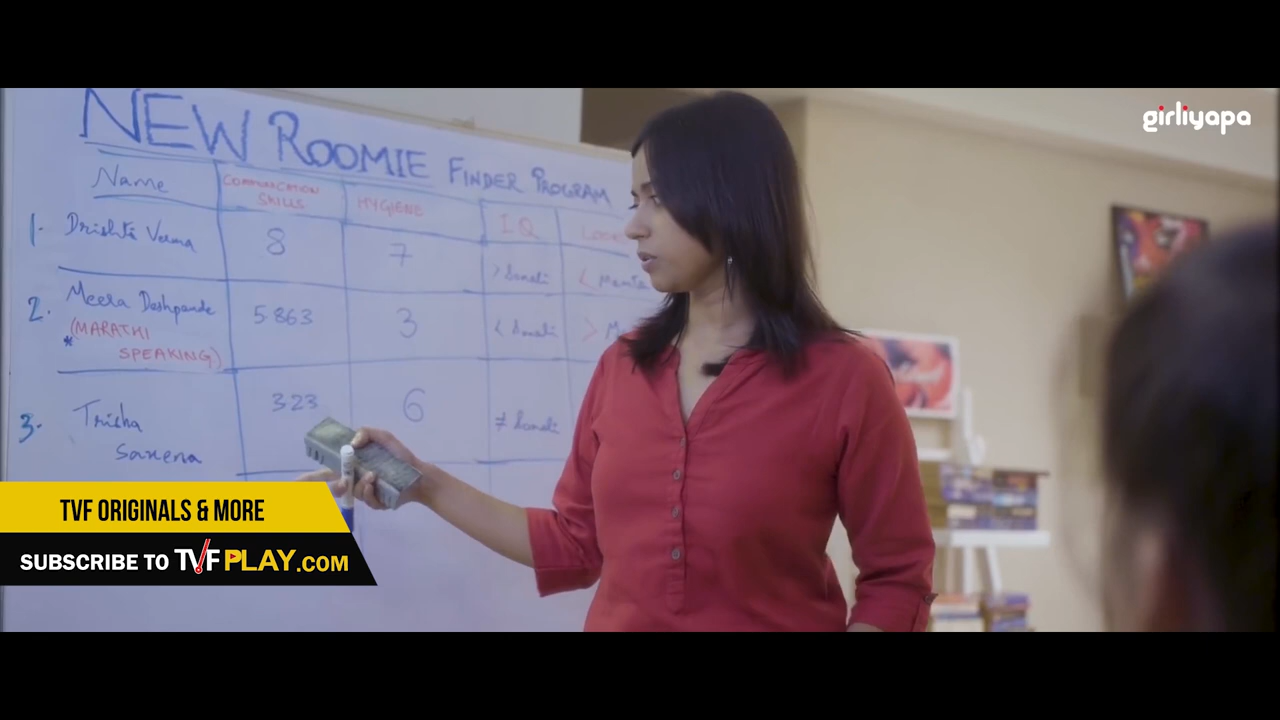 girliyapa
NEW ROOMIE FINDER PROGRAM
Name COMMUNICATION SKILLS HYGIENE IQ
1. Drishti Verma 8 7 > Sonali <
2. Meera Deshpande 5.863 3 < Sonali >
*(MARATHI
SPEAKING)
3. Trisha 323 6 ≠ Sonali
Saxena
TVF ORIGINALS & MORE
SUBSCRIBE TO TVFPLAY.COM